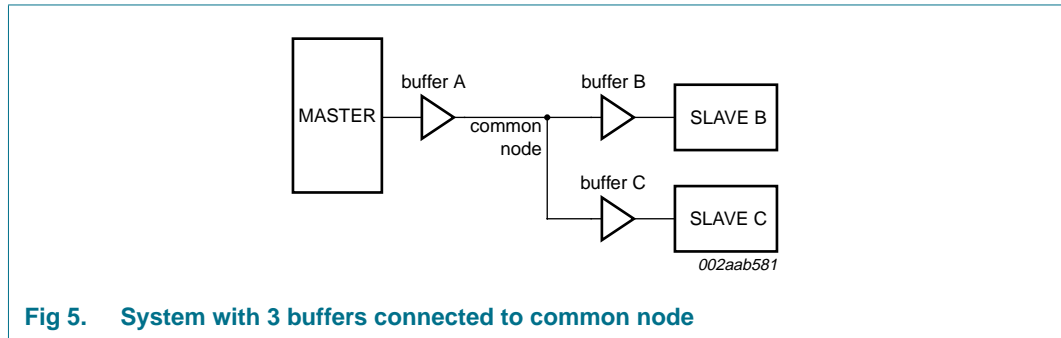 buffer A
buffer B
MASTER
SLAVE B
common
node
buffer C
SLAVE C
002aab581
Fig 5. System with 3 buffers connected to common node